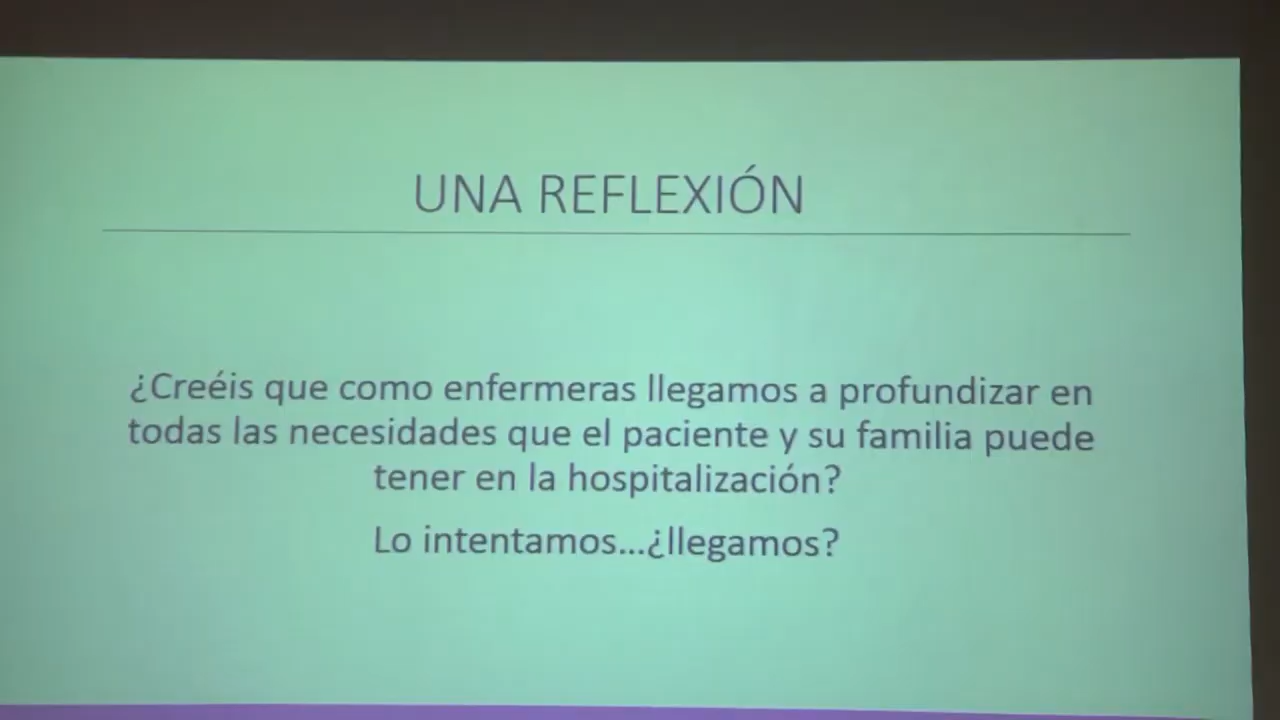 UNA REFLEXIÓN
¿Creéis que como enfermeras llegamos a profundizar en
todas las necesidades que el paciente y su familia puede
tener en la hospitalización?
Lo intentamos...¿llegamos?